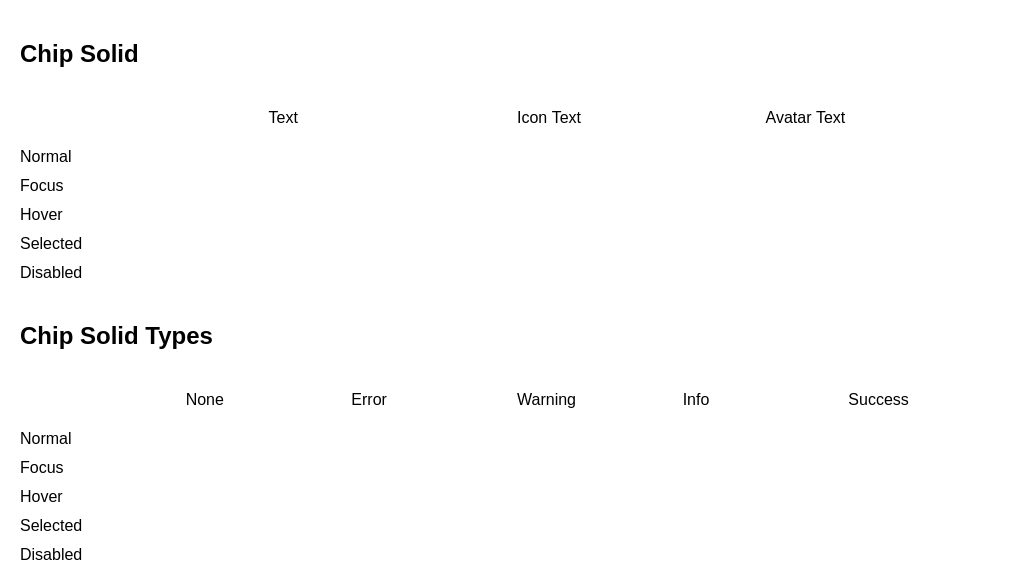 Chip Solid
Text Icon Text Avatar Text
Normal
Focus
Hover
Selected
Disabled
Chip Solid Types
None Error Warning Info Success
Normal
Focus
Hover
Selected
Disabled